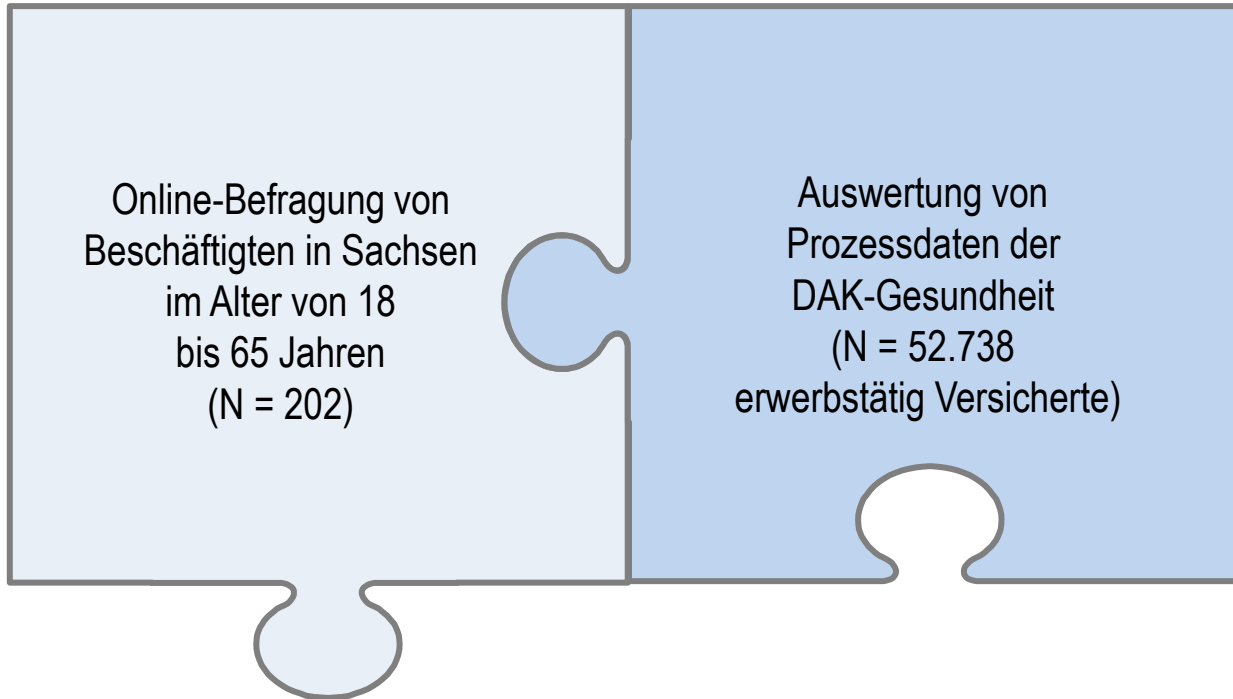 Online-Befragung von
Beschäftigten in Sachsen
im Alter von 18
bis 65 Jahren
(N = 202)
Auswertung von
Prozessdaten der
DAK-Gesundheit
(N = 52.738
erwerbstätig Versicherte)